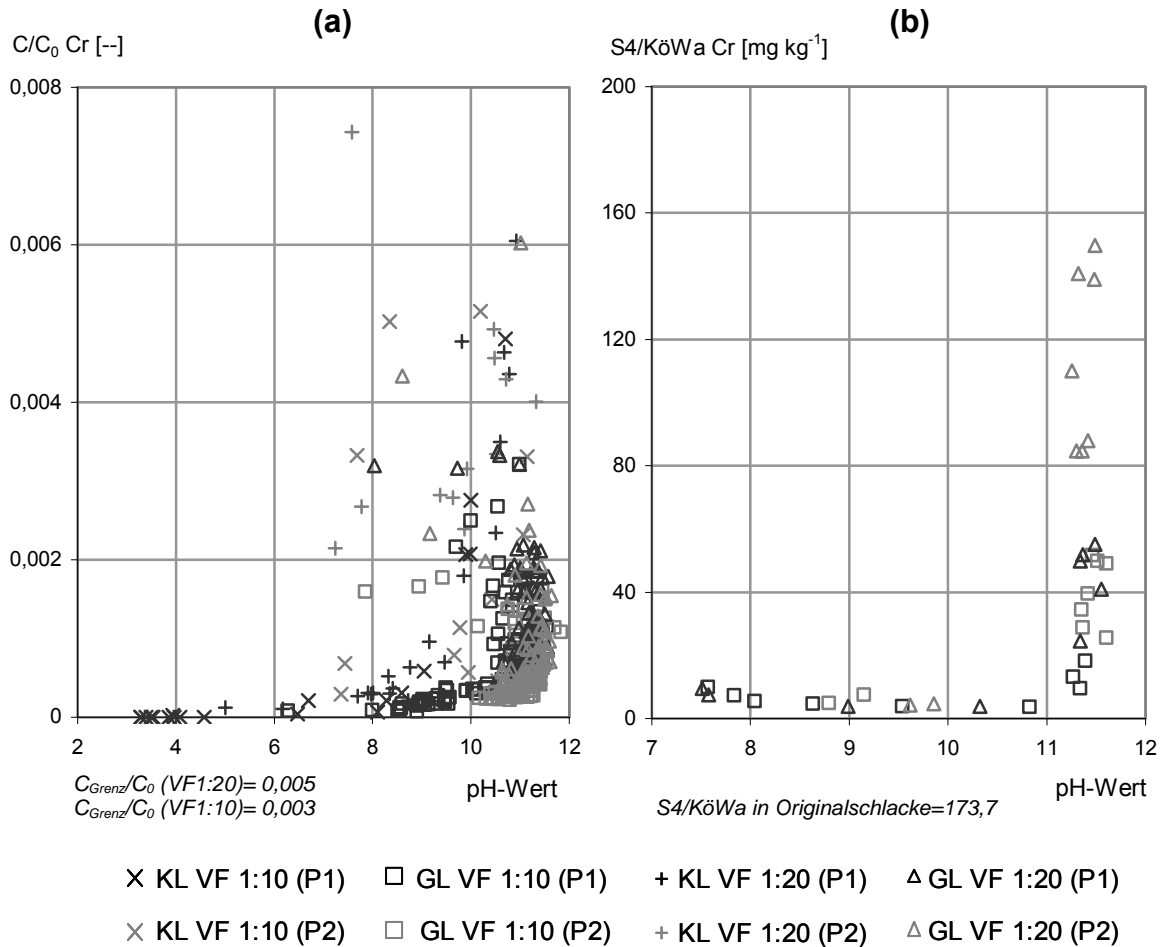 (a)
(b)
C/C₀ Cr [--]
S4/KöWa Cr [mg kg⁻¹]
0,008
0,006
0,004
0,002
0
2
4
6
8
10
12
200
160
120
80
40
0
7
8
9
10
11
12
C_Grenz/C₀ (VF1:20)= 0,005
C_Grenz/C₀ (VF1:10)= 0,003
pH-Wert
S4/KöWa in Originalschlacke=173,7
pH-Wert
KL VF 1:10 (P1)
GL VF 1:10 (P1)
KL VF 1:20 (P1)
GL VF 1:20 (P1)
KL VF 1:10 (P2)
GL VF 1:10 (P2)
KL VF 1:20 (P2)
GL VF 1:20 (P2)